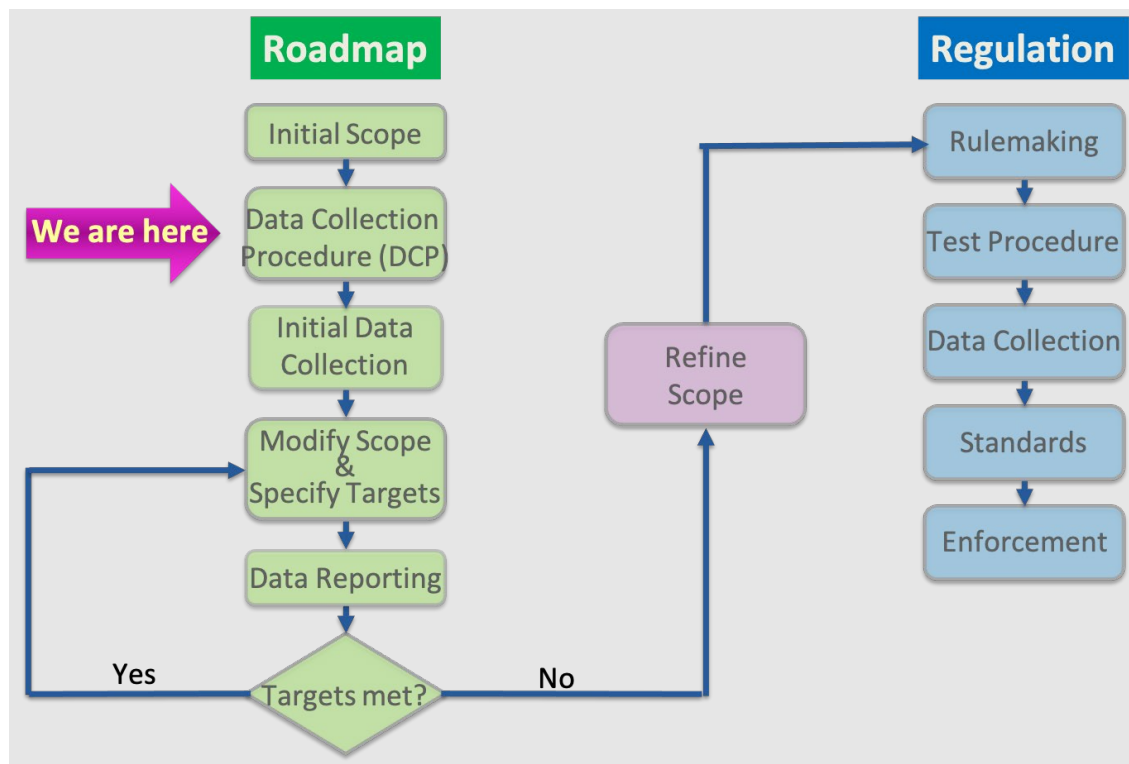 Roadmap
Initial Scope
We are here
Data Collection
Procedure (DCP)
Initial Data
Collection
Modify Scope
&
Specify Targets
Data Reporting
Targets met?
Yes
No
Refine
Scope
Regulation
Rulemaking
Test Procedure
Data Collection
Standards
Enforcement